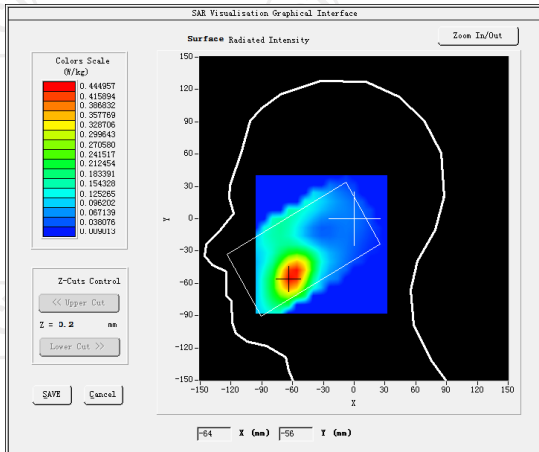 SAR Visualisation Graphical Interface
Surface Radiated Intensity
Zoom In/Out
Colors Scale
(W/kg)
0.444957
0.415894
0.386832
0.357769
0.328706
0.299643
0.270580
0.241517
0.212454
0.183391
0.154328
0.125265
0.096202
0.067139
0.038076
0.009013
Z-Cuts Control
<< Upper Cut
Z = 0.2 mm
Lower Cut >>
SAVE Cancel
Y
150
120
90
60
30
0
-30
-60
-90
-120
-150
-150 -120 -90 -60 -30 0 30 60 90 120 150
X
-64 X (mm) -56 Y (mm)